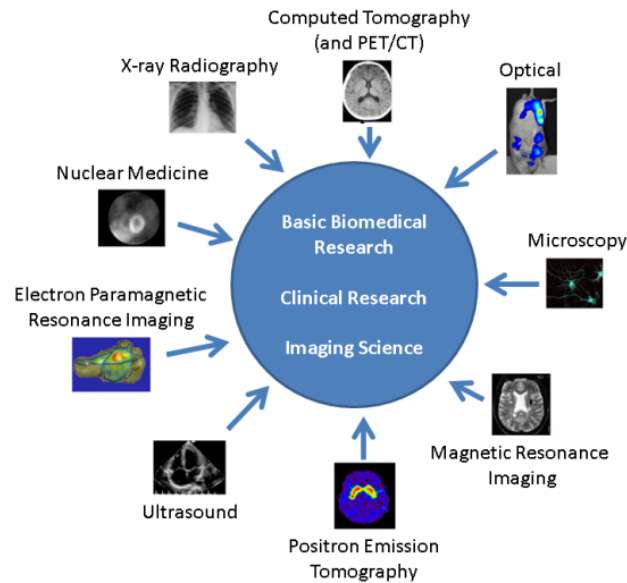 Computed Tomography
(and PET/CT)
X-ray Radiography
Optical
Nuclear Medicine
Basic Biomedical
Research
Microscopy
Electron Paramagnetic
Resonance Imaging
Clinical Research
Imaging Science
Magnetic Resonance
Imaging
Ultrasound
Positron Emission
Tomography